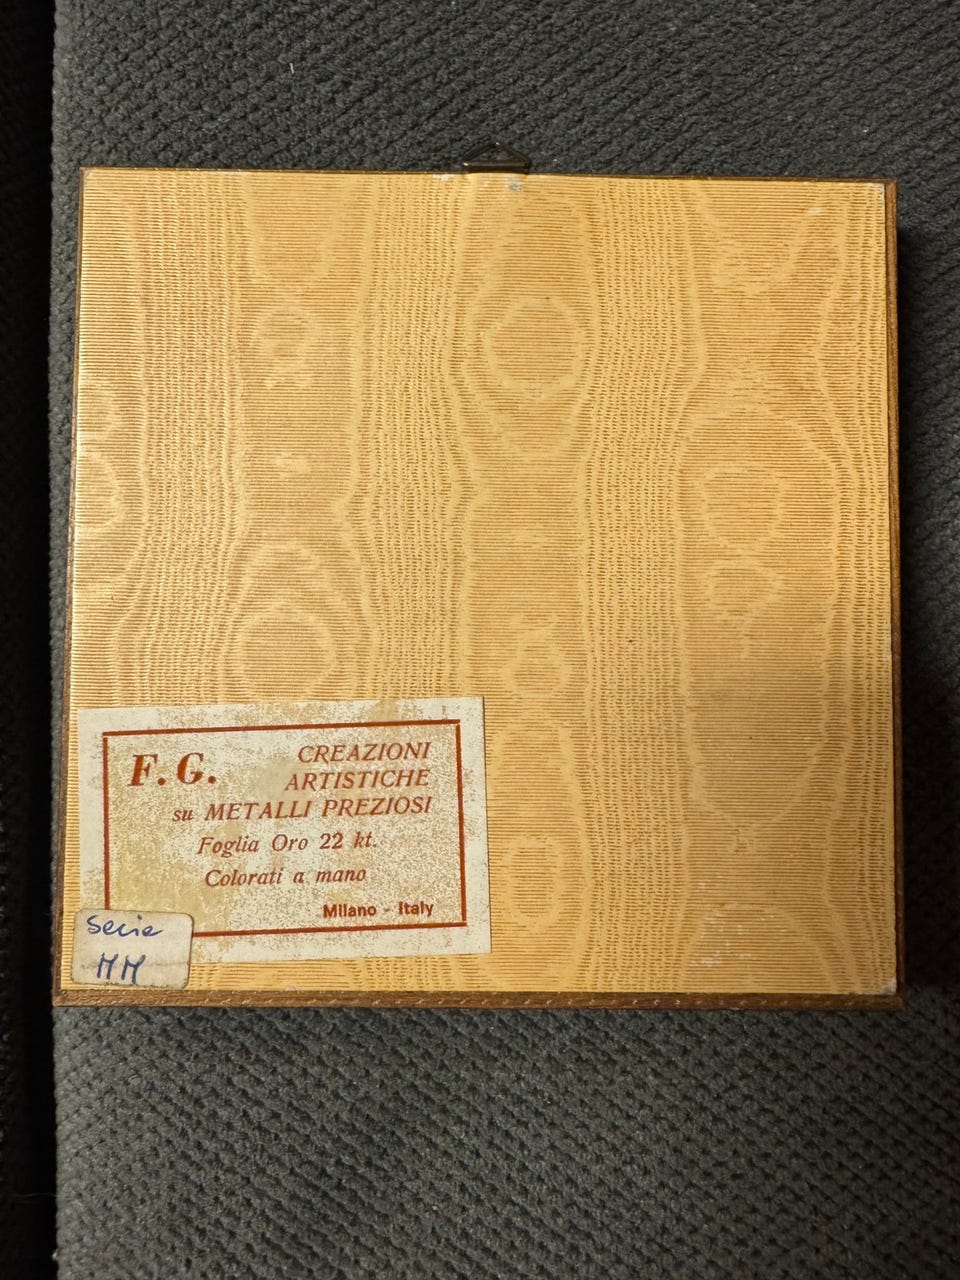 F. G. CREAZIONI
ARTISTICHE
su METALLI PREZIOSI
Foglia Oro 22 kt.
Colorati a mano
Milano - Italy
Serie
MM